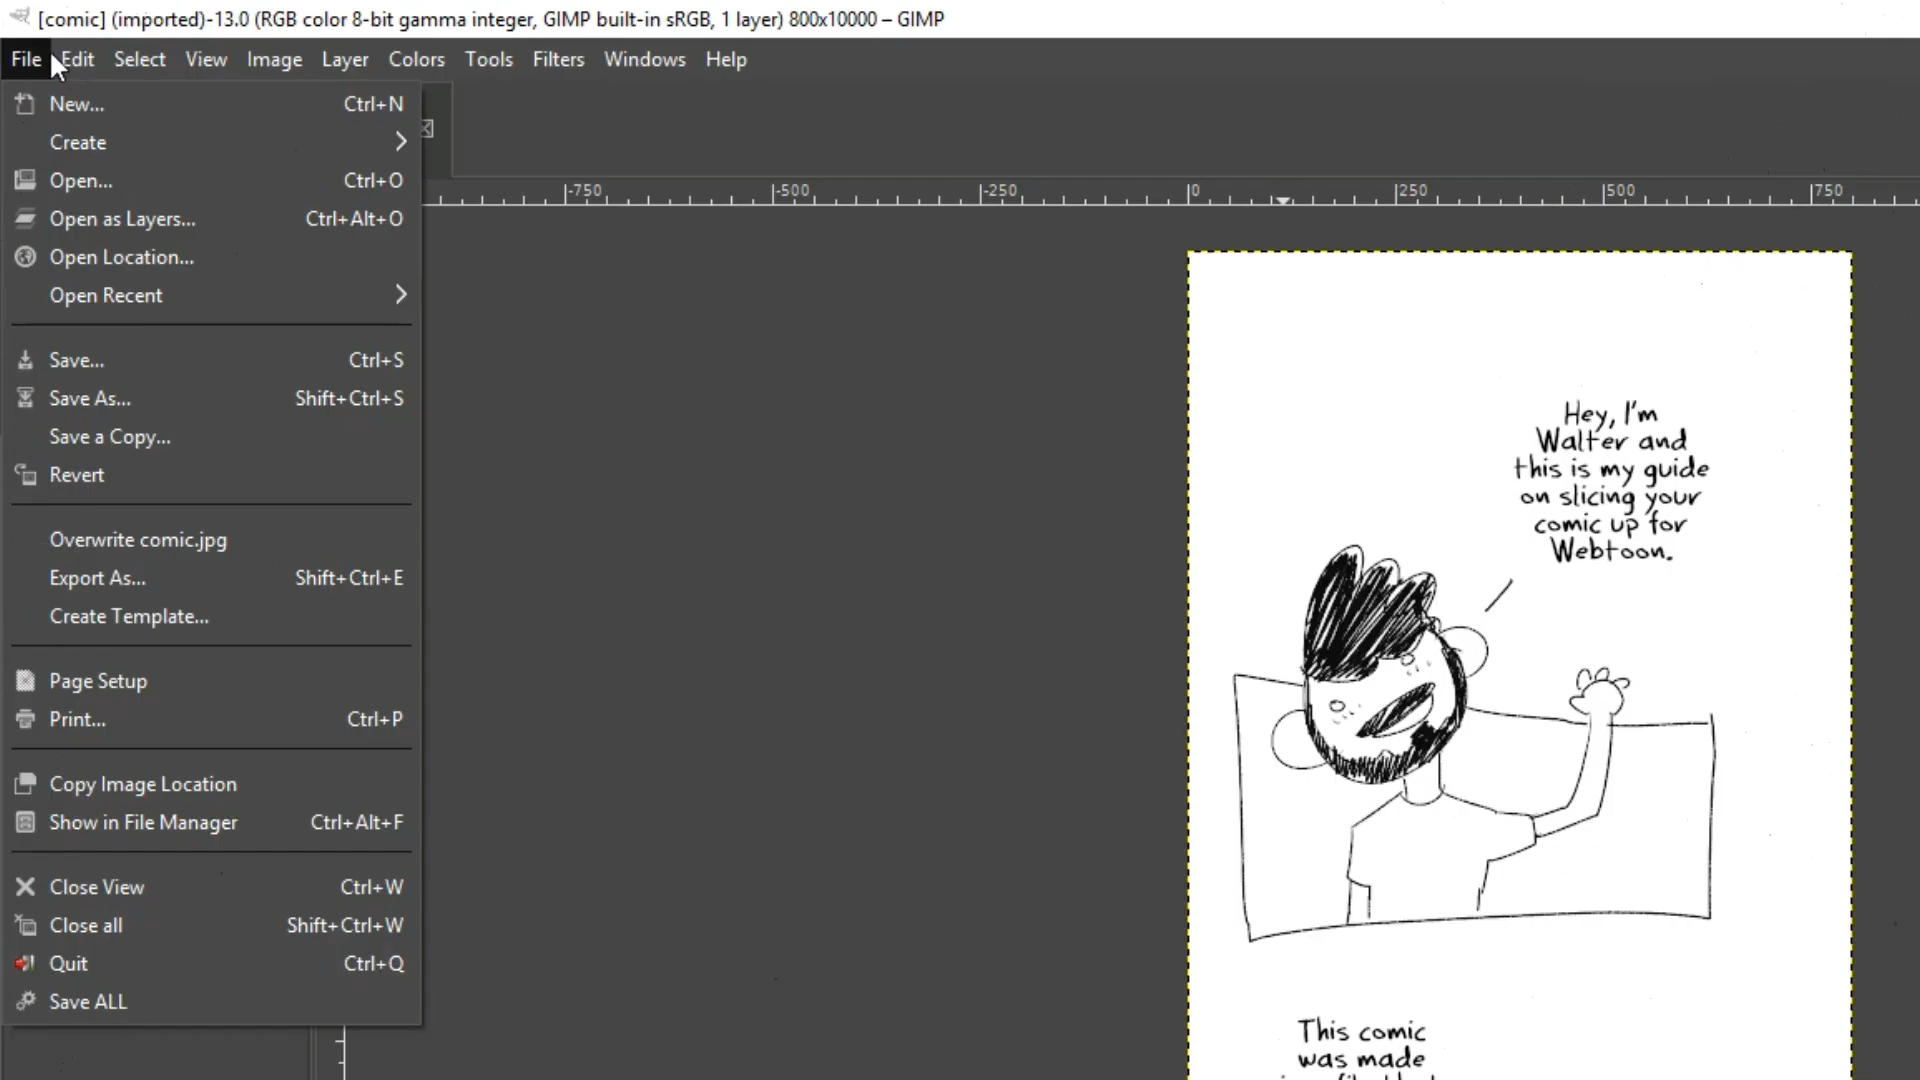 [comic] (imported)-13.0 (RGB color 8-bit gamma integer, GIMP built-in sRGB, 1 layer) 800x10000 – GIMP
File Edit Select View Image Layer Colors Tools Filters Windows Help
New... Ctrl+N
Create
Open... Ctrl+O
Open as Layers... Ctrl+Alt+O
Open Location...
Open Recent
Save... Ctrl+S
Save As... Shift+Ctrl+S
Save a Copy...
Revert
Overwrite comic.jpg
Export As... Shift+Ctrl+E
Create Template...
Page Setup
Print... Ctrl+P
Copy Image Location
Show in File Manager Ctrl+Alt+F
Close View Ctrl+W
Close all Shift+Ctrl+W
Quit Ctrl+Q
Save ALL
-750 -500 -250 0 250 500 750
Hey, I'm
Walter and
this is my guide
on slicing your
comic up for
Webtoon.
This comic
was made